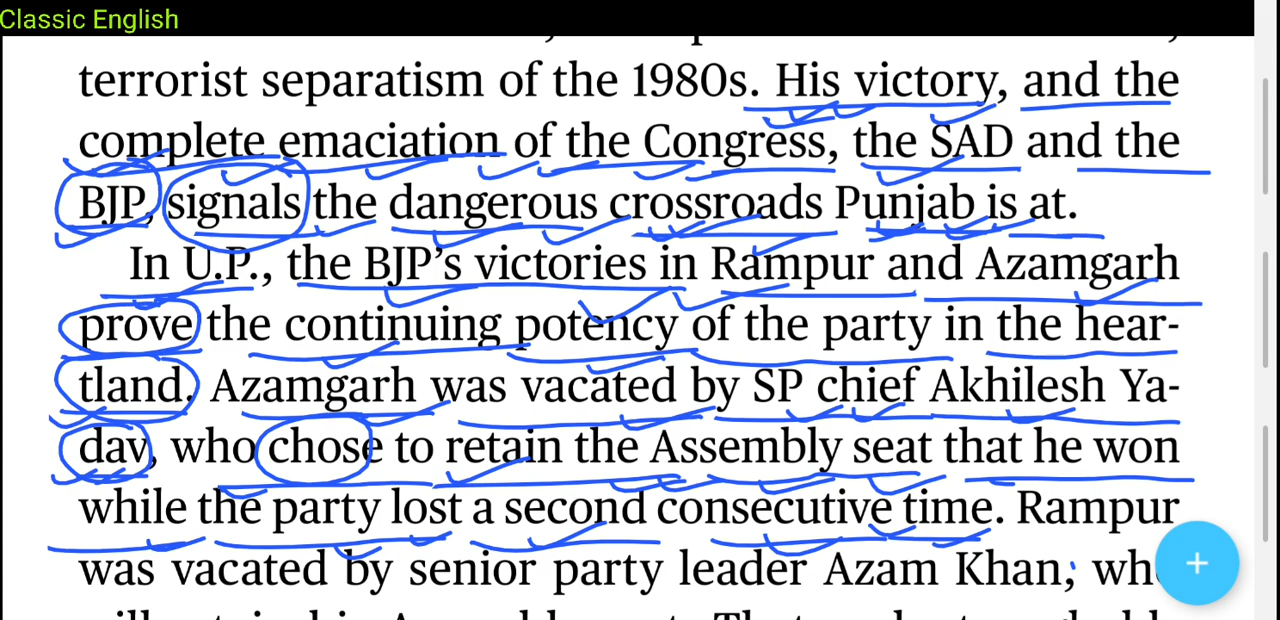 Classic English
terrorist separatism of the 1980s. His victory, and the
complete emaciation of the Congress, the SAD and the
BJP, signals the dangerous crossroads Punjab is at.
In U.P., the BJP’s victories in Rampur and Azamgarh
prove the continuing potency of the party in the hear-
tland. Azamgarh was vacated by SP chief Akhilesh Ya-
dav, who chose to retain the Assembly seat that he won
while the party lost a second consecutive time. Rampur
was vacated by senior party leader Azam Khan,